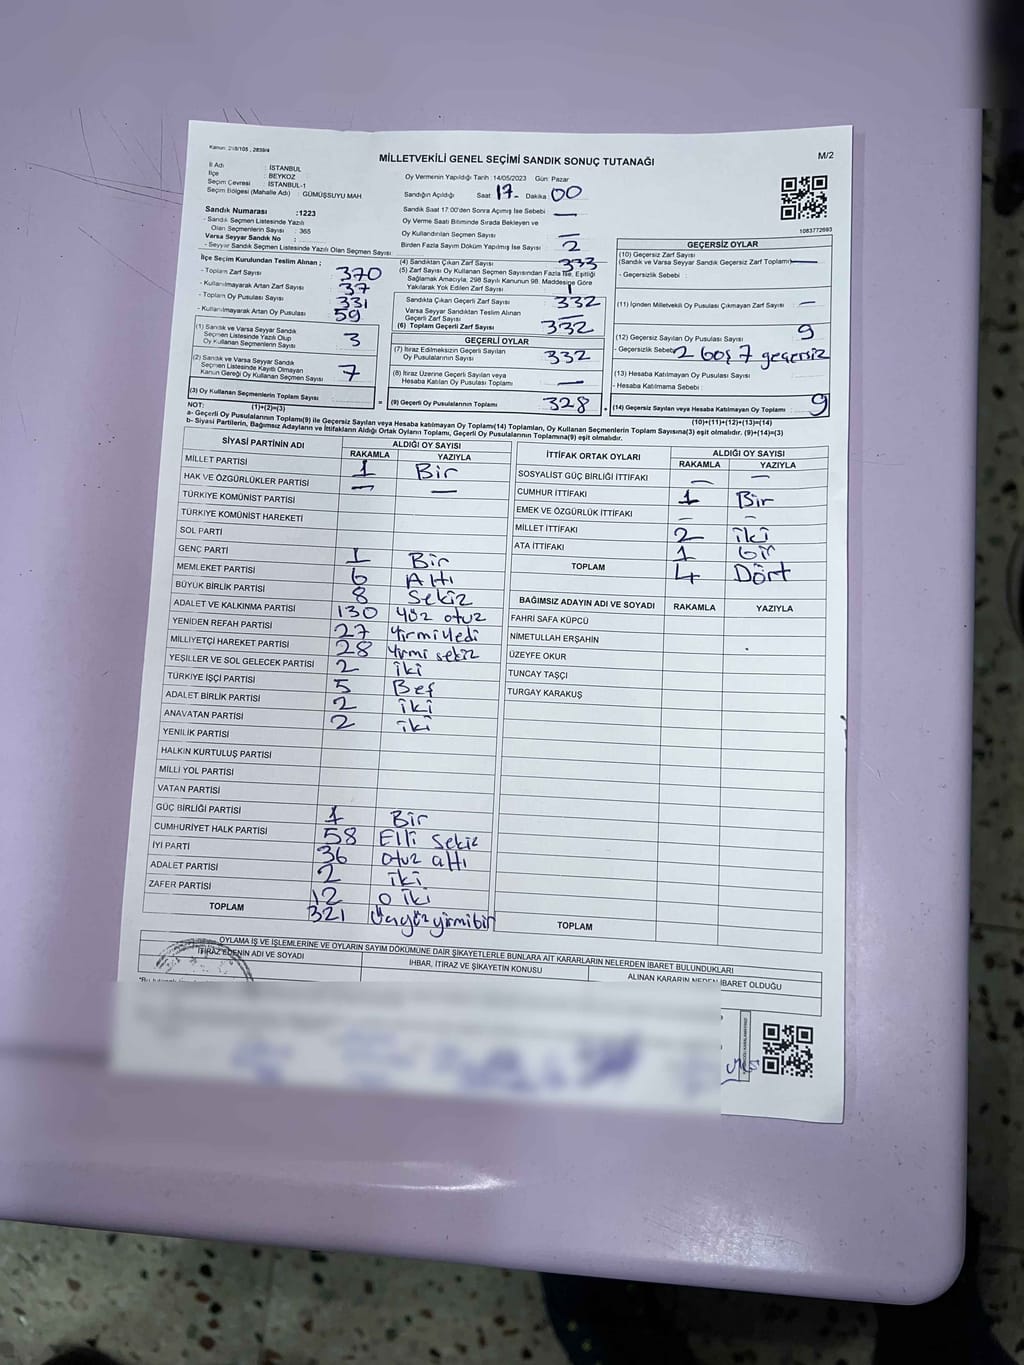 Kanun: 298/105 , 2839/4
MİLLETVEKİLİ GENEL SEÇİMİ SANDIK SONUÇ TUTANAĞI
M/2
İl Adı : İSTANBUL
İlçe : BEYKOZ
Seçim Çevresi : İSTANBUL-1
Seçim Bölgesi (Mahalle Adı) : GÜMÜŞSUYU MAH.
Sandık Numarası :1223
- Sandık Seçmen Listesinde Yazılı
Olan Seçmenlerin Sayısı : 365
Varsa Seyyar Sandık No :
- Seyyar Sandık Seçmen Listesinde Yazılı Olan Seçmen Sayısı
Oy Vermenin Yapıldığı Tarih :14/05/2023 Gün: Pazar
Sandığın Açıldığı Saat 17- Dakika 00
Sandık Saat 17:00'den Sonra Açılmış İse Sebebi —
Oy Verme Saati Bitiminde Sırada Bekleyen ve
Oy Kullandırılan Seçmen Sayısı —
Birden Fazla Sayım Döküm Yapılmış İse Sayısı 2
1083772693
İlçe Seçim Kurulundan Teslim Alınan ;
- Toplam Zarf Sayısı 370
- Kullanılmayarak Artan Zarf Sayısı 37
- Toplam Oy Pusulası Sayısı 331
- Kullanılmayarak Artan Oy Pusulası 59
(1) Sandık ve Varsa Seyyar Sandık
Seçmen Listesinde Yazılı Olup
Oy Kullanan Seçmenlerin Sayısı 3
(2) Sandık ve Varsa Seyyar Sandık
Seçmen Listesinde Kayıtlı Olmayan
Kanun Gereği Oy Kullanan Seçmen Sayısı 7
(3) Oy Kullanan Seçmenlerin Toplam Sayısı
(1)+(2)=(3)
(4) Sandıktan Çıkan Zarf Sayısı 333
(5) Zarf Sayısı Oy Kullanan Seçmen Sayısından Fazla İse, Eşitliği
Sağlamak Amacıyla, 298 Sayılı Kanunun 98. Maddesine Göre
Yakılarak Yok Edilen Zarf Sayısı 1
Sandıkta Çıkan Geçerli Zarf Sayısı 332
Varsa Seyyar Sandıktan Teslim Alınan
Geçerli Zarf Sayısı
(6) Toplam Geçerli Zarf Sayısı 332
GEÇERLİ OYLAR
(7) İtiraz Edilmeksizin Geçerli Sayılan
Oy Pusulalarının Sayısı 332
(8) İtiraz Üzerine Geçerli Sayılan veya
Hesaba Katılan Oy Pusulası Toplamı —
= (9) Geçerli Oy Pusulalarının Toplamı 328
GEÇERSİZ OYLAR
(10) Geçersiz Zarf Sayısı
(Sandık ve Varsa Seyyar Sandık Geçersiz Zarf Toplamı) —
- Geçersizlik Sebebi
(11) İçinden Milletvekili Oy Pusulası Çıkmayan Zarf Sayısı —
(12) Geçersiz Sayılan Oy Pusulası Sayısı 9
- Geçersizlik Sebebi 2 boş 7 geçersiz
(13) Hesaba Katılmayan Oy Pusulası Sayısı
- Hesaba Katılmama Sebebi :
+ (14) Geçersiz Sayılan veya Hesaba Katılmayan Oy Toplamı 9
(10)+(11)+(12)+(13)=(14)
NOT:
a- Geçerli Oy Pusulalarının Toplamı(9) ile Geçersiz Sayılan veya Hesaba katılmayan Oy Toplamı(14) Toplamları, Oy Kullanan Seçmenlerin Toplam Sayısına(3) eşit olmalıdır. (9)+(14)=(3)
b- Siyasi Partilerin, Bağımsız Adayların ve İttifakların Aldığı Ortak Oyların Toplamı, Geçerli Oy Pusulalarının Toplamına(9) eşit olmalıdır.
SİYASİ PARTİNİN ADI ALDIĞI OY SAYISI
RAKAMLA YAZIYLA
MİLLET PARTİSİ 1 Bir
HAK VE ÖZGÜRLÜKLER PARTİSİ — —
TÜRKİYE KOMÜNİST PARTİSİ
TÜRKİYE KOMÜNİST HAREKETİ
SOL PARTİ
GENÇ PARTİ 1 Bir
MEMLEKET PARTİSİ 6 Altı
BÜYÜK BİRLİK PARTİSİ 8 Sekiz
ADALET VE KALKINMA PARTİSİ 130 Yüz otuz
YENİDEN REFAH PARTİSİ 27 Yirmi Yedi
MİLLİYETÇİ HAREKET PARTİSİ 28 Yirmi sekiz
YEŞİLLER VE SOL GELECEK PARTİSİ 2 iki
TÜRKİYE İŞÇİ PARTİSİ 5 Beş
ADALET BİRLİK PARTİSİ 2 iki
ANAVATAN PARTİSİ 2 iki
YENİLİK PARTİSİ
HALKIN KURTULUŞ PARTİSİ
MİLLİ YOL PARTİSİ
VATAN PARTİSİ
GÜÇ BİRLİĞİ PARTİSİ 1 Bir
CUMHURİYET HALK PARTİSİ 58 Elli Sekiz
İYİ PARTİ 36 otuz altı
ADALET PARTİSİ 2 iki
ZAFER PARTİSİ 12 o iki
TOPLAM 321 Üçyüzyirmibir
İTTİFAK ORTAK OYLARI ALDIĞI OY SAYISI
RAKAMLA YAZIYLA
SOSYALİST GÜÇ BİRLİĞİ İTTİFAKI — —
CUMHUR İTTİFAKI 1 Bir
EMEK VE ÖZGÜRLÜK İTTİFAKI — —
MİLLET İTTİFAKI 2 iki
ATA İTTİFAKI 1 bir
TOPLAM 4 Dört
BAĞIMSIZ ADAYIN ADI VE SOYADI RAKAMLA YAZIYLA
FAHRİ SAFA KÜPCÜ
NİMETULLAH ERŞAHİN
ÜZEYFE OKUR
TUNCAY TAŞÇI
TURGAY KARAKUŞ
TOPLAM
OYLAMA İŞ VE İŞLEMLERİNE VE OYLARIN SAYIM DÖKÜMÜNE DAİR ŞİKAYETLERLE BUNLARA AİT KARARLARIN NELERDEN İBARET BULUNDUKLARI
İTİRAZ EDENİN ADI VE SOYADI İHBAR, İTİRAZ VE ŞİKAYETİN KONUSU ALINAN KARARIN NEDEN İBARET OLDUĞU